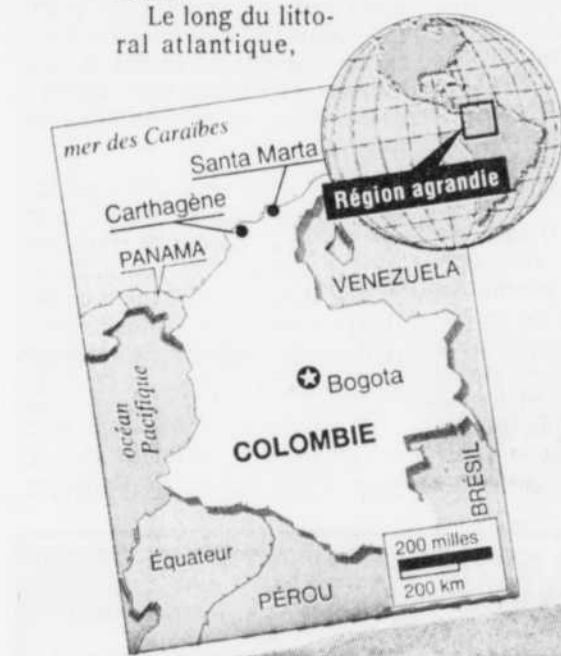 Le long du litto-
ral atlantique,
mer des Caraïbes
Santa Marta
Carthagène
Région agrandie
PANAMA
VENEZUELA
océan
Pacifique
Bogota
COLOMBIE
BRÉSIL
Équateur
PÉROU
200 milles
200 km